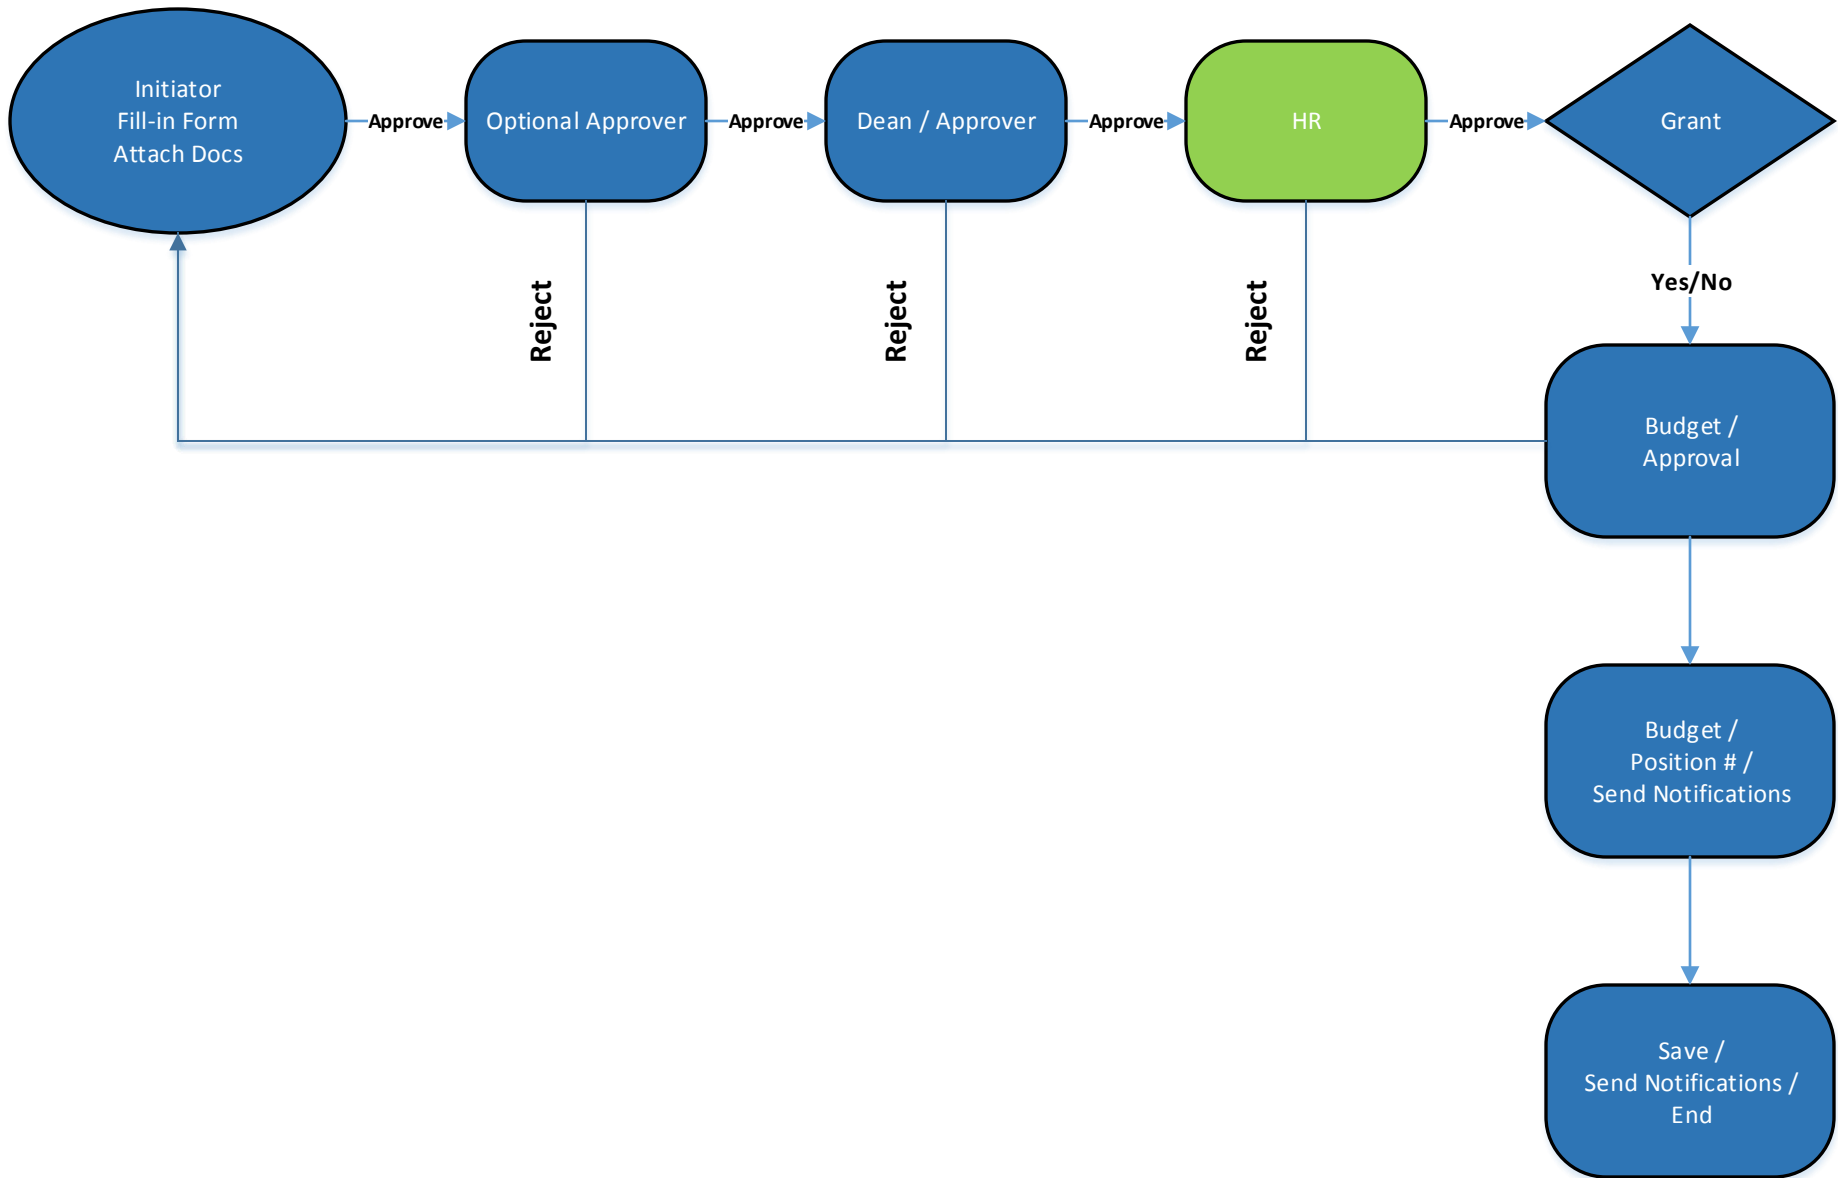 Initiator
Fill-in Form
Attach Docs
Approve
Optional Approver
Approve
Dean / Approver
Approve
HR
Approve
Grant
Reject
Reject
Reject
Yes/No
Budget /
Approval
Budget /
Position # /
Send Notifications
Save /
Send Notifications /
End